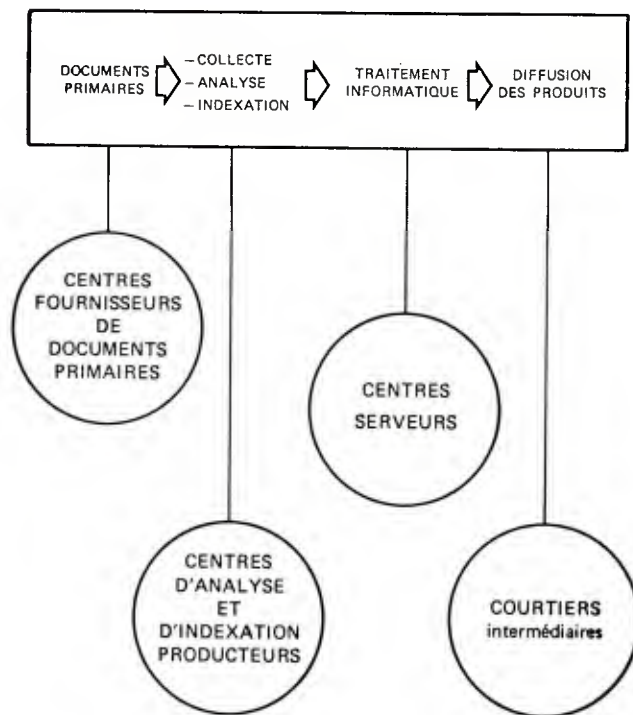 DOCUMENTS
PRIMAIRES
– COLLECTE
– ANALYSE
– INDEXATION
TRAITEMENT
INFORMATIQUE
DIFFUSION
DES PRODUITS
CENTRES
FOURNISSEURS
DE
DOCUMENTS
PRIMAIRES
CENTRES
SERVEURS
CENTRES
D'ANALYSE
ET
D'INDEXATION
PRODUCTEURS
COURTIERS
intermédiaires